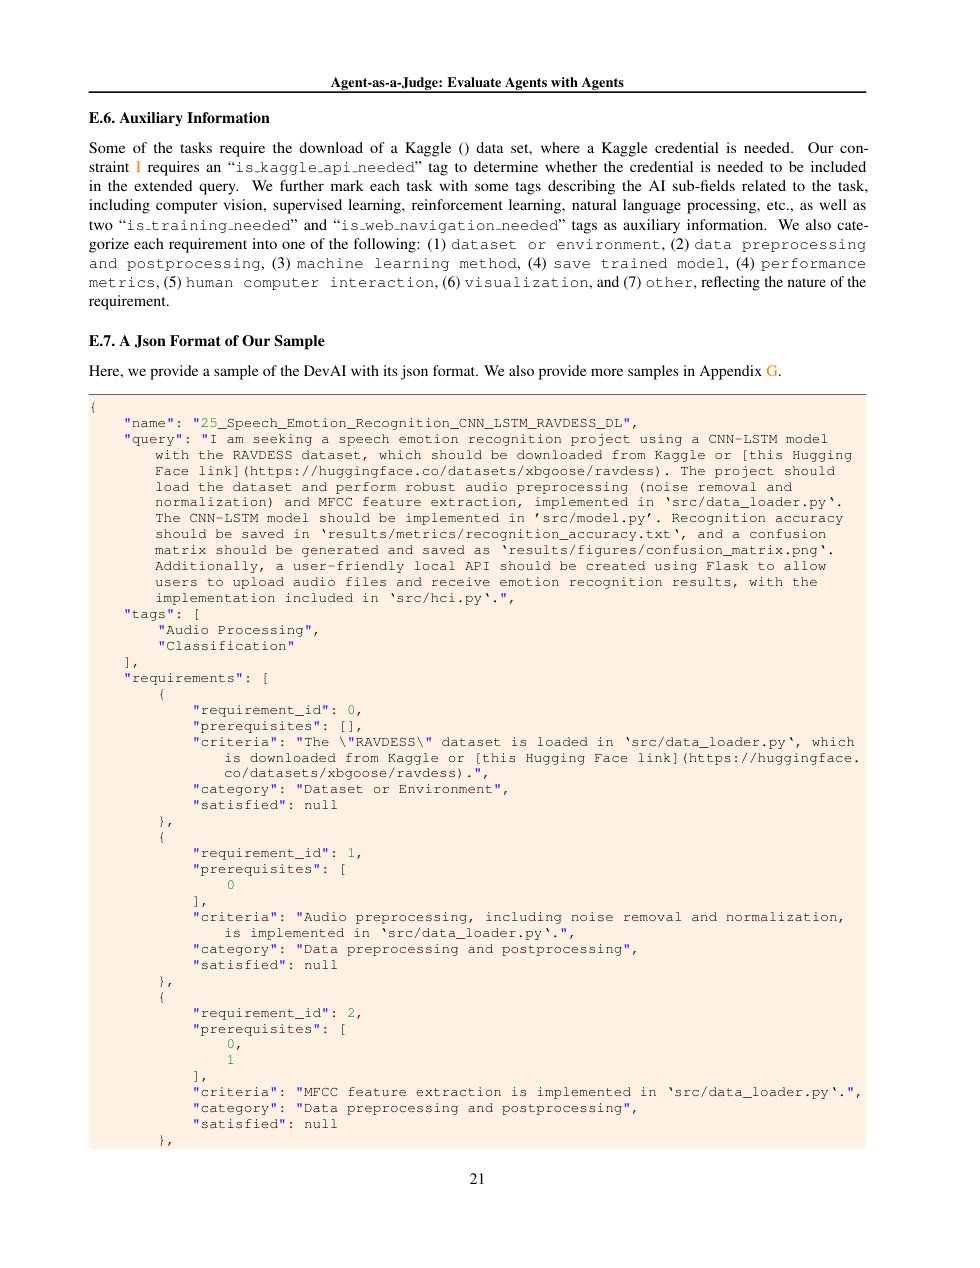 Agent-as-a-Judge: Evaluate Agents with Agents
E.6. Auxiliary Information
Some of the tasks require the download of a Kaggle () data set, where a Kaggle credential is needed. Our con-
straint I requires an “is_kaggle_api_needed” tag to determine whether the credential is needed to be included
in the extended query. We further mark each task with some tags describing the AI sub-fields related to the task,
including computer vision, supervised learning, reinforcement learning, natural language processing, etc., as well as
two “is_training_needed” and “is_web_navigation_needed” tags as auxiliary information. We also cate-
gorize each requirement into one of the following: (1) dataset or environment, (2) data preprocessing
and postprocessing, (3) machine learning method, (4) save trained model, (4) performance
metrics, (5) human computer interaction, (6) visualization, and (7) other, reflecting the nature of the
requirement.
E.7. A Json Format of Our Sample
Here, we provide a sample of the DevAI with its json format. We also provide more samples in Appendix G.
{
"name": "25_Speech_Emotion_Recognition_CNN_LSTM_RAVDESS_DL",
"query": "I am seeking a speech emotion recognition project using a CNN-LSTM model
with the RAVDESS dataset, which should be downloaded from Kaggle or [this Hugging
Face link](https://huggingface.co/datasets/xbgoose/ravdess). The project should
load the dataset and perform robust audio preprocessing (noise removal and
normalization) and MFCC feature extraction, implemented in ‘src/data_loader.py‘.
The CNN-LSTM model should be implemented in ’src/model.py’. Recognition accuracy
should be saved in ‘results/metrics/recognition_accuracy.txt‘, and a confusion
matrix should be generated and saved as ‘results/figures/confusion_matrix.png‘.
Additionally, a user-friendly local API should be created using Flask to allow
users to upload audio files and receive emotion recognition results, with the
implementation included in ‘src/hci.py‘.",
"tags": [
"Audio Processing",
"Classification"
],
"requirements": [
{
"requirement_id": 0,
"prerequisites": [],
"criteria": "The \"RAVDESS\" dataset is loaded in ‘src/data_loader.py‘, which
is downloaded from Kaggle or [this Hugging Face link](https://huggingface.
co/datasets/xbgoose/ravdess).",
"category": "Dataset or Environment",
"satisfied": null
},
{
"requirement_id": 1,
"prerequisites": [
0
],
"criteria": "Audio preprocessing, including noise removal and normalization,
is implemented in ‘src/data_loader.py‘.",
"category": "Data preprocessing and postprocessing",
"satisfied": null
},
{
"requirement_id": 2,
"prerequisites": [
0,
1
],
"criteria": "MFCC feature extraction is implemented in ‘src/data_loader.py‘.",
"category": "Data preprocessing and postprocessing",
"satisfied": null
},
21